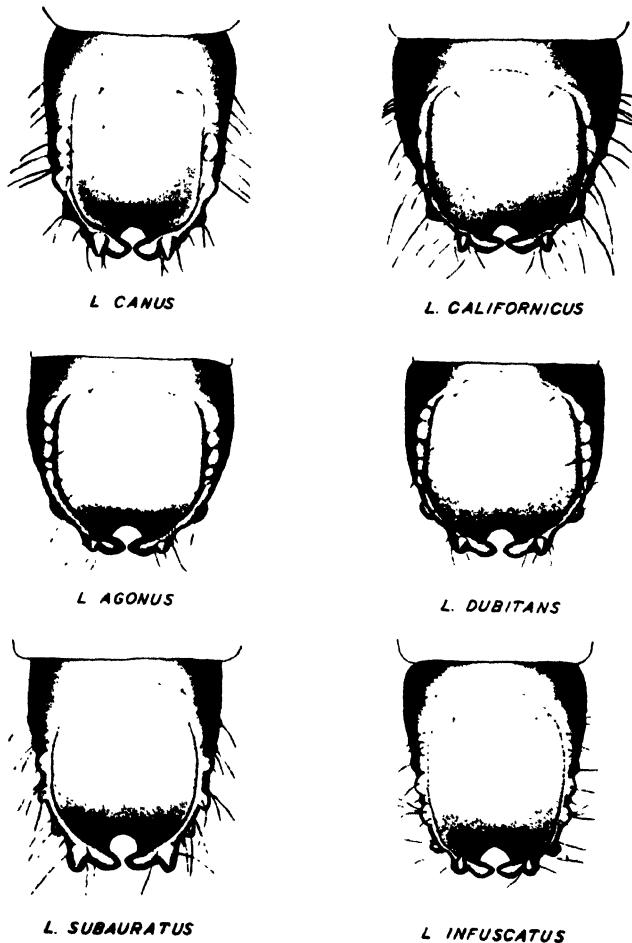 L CANUS
L. CALIFORNICUS
L AGONUS
L. DUBITANS
L. SUBAURATUS
L INFUSCATUS